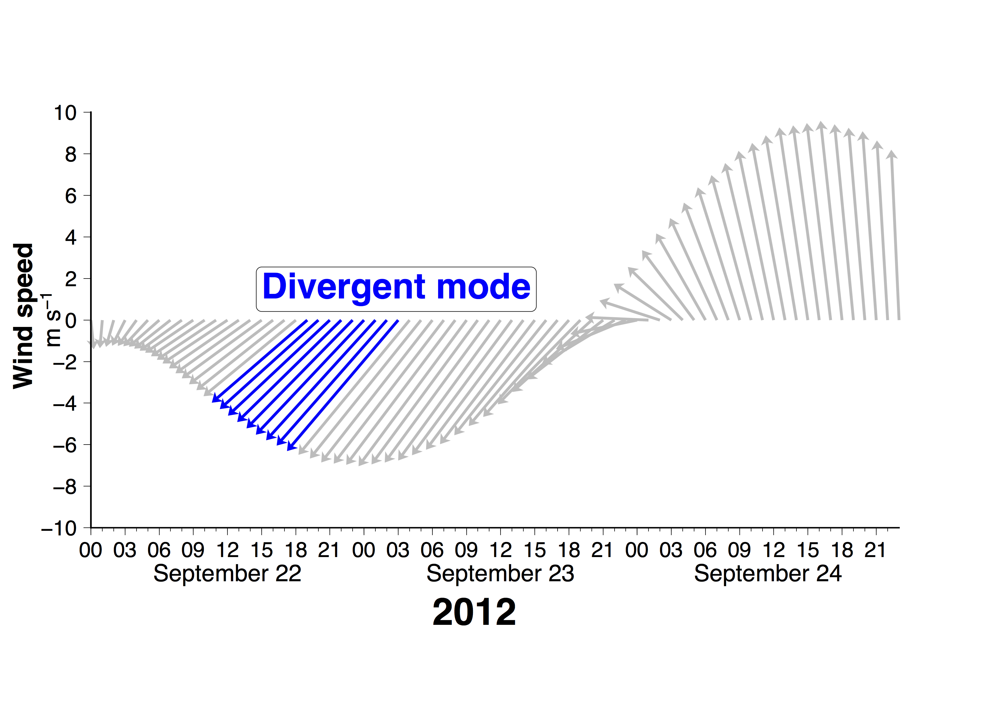 10
8
6
4
2
0
−2
−4
−6
−8
−10
Wind speed
m s−1
Divergent mode
00 03 06 09 12 15 18 21 00 03 06 09 12 15 18 21 00 03 06 09 12 15 18 21
September 22 September 23 September 24
2012